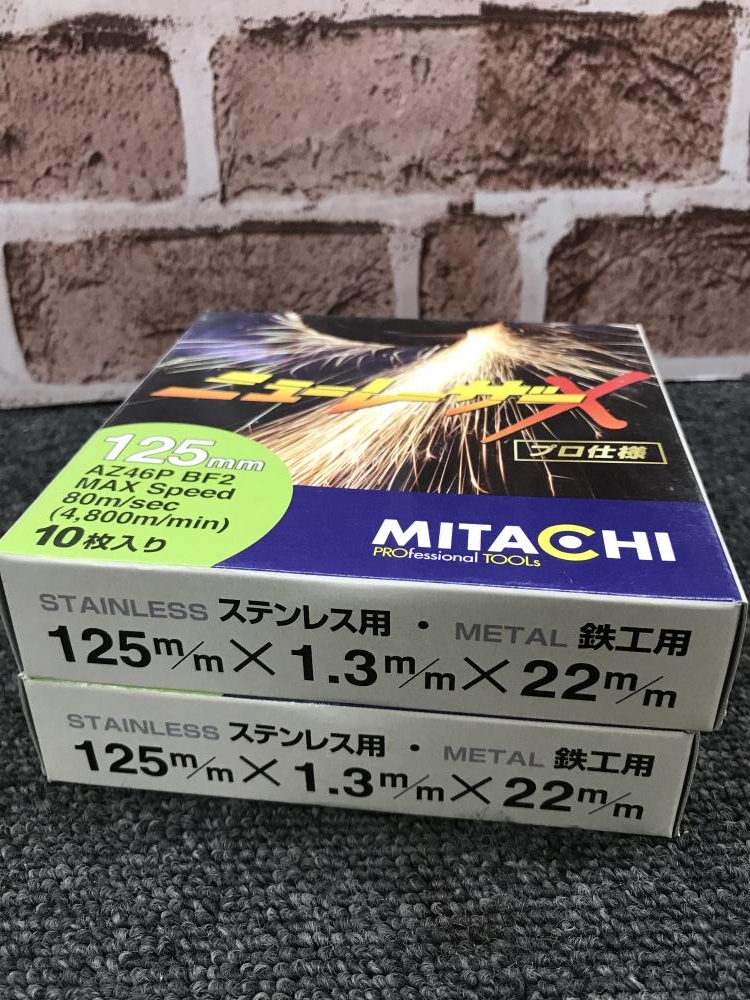 ニューレーザーX
プロ仕様
125mm
AZ46P BF2
MAX Speed
80m/sec
(4,800m/min)
10枚入り
MITACHI
PROfessional TOOLs
STAINLESS ステンレス用 ・ METAL 鉄工用
125m/m×1.3m/m×22m/m
STAINLESS ステンレス用 ・ METAL 鉄工用
125m/m×1.3m/m×22m/m